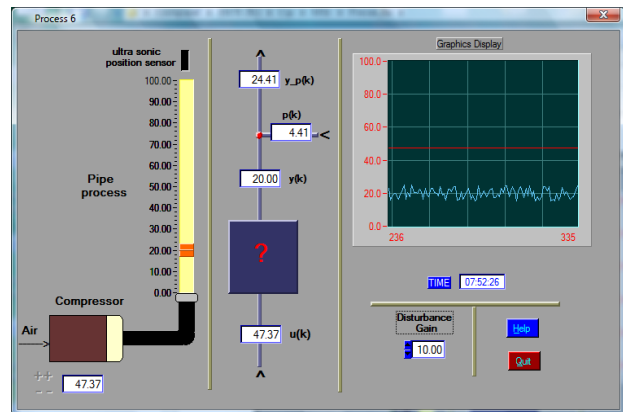 Process 6
ultra sonic
position sensor
100.00
90.00
80.00
70.00
60.00
50.00
40.00
30.00
20.00
10.00
0.00
Pipe
process
Compressor
Air
++
--
47.37
24.41 y_p(k)
p(k)
4.41
<
20.00 y(k)
?
47.37 u(k)
Graphics Display
100.0
80.0
60.0
40.0
20.0
0.0
236 335
TIME 07:52:26
Disturbance
Gain
10.00
Help
Quit